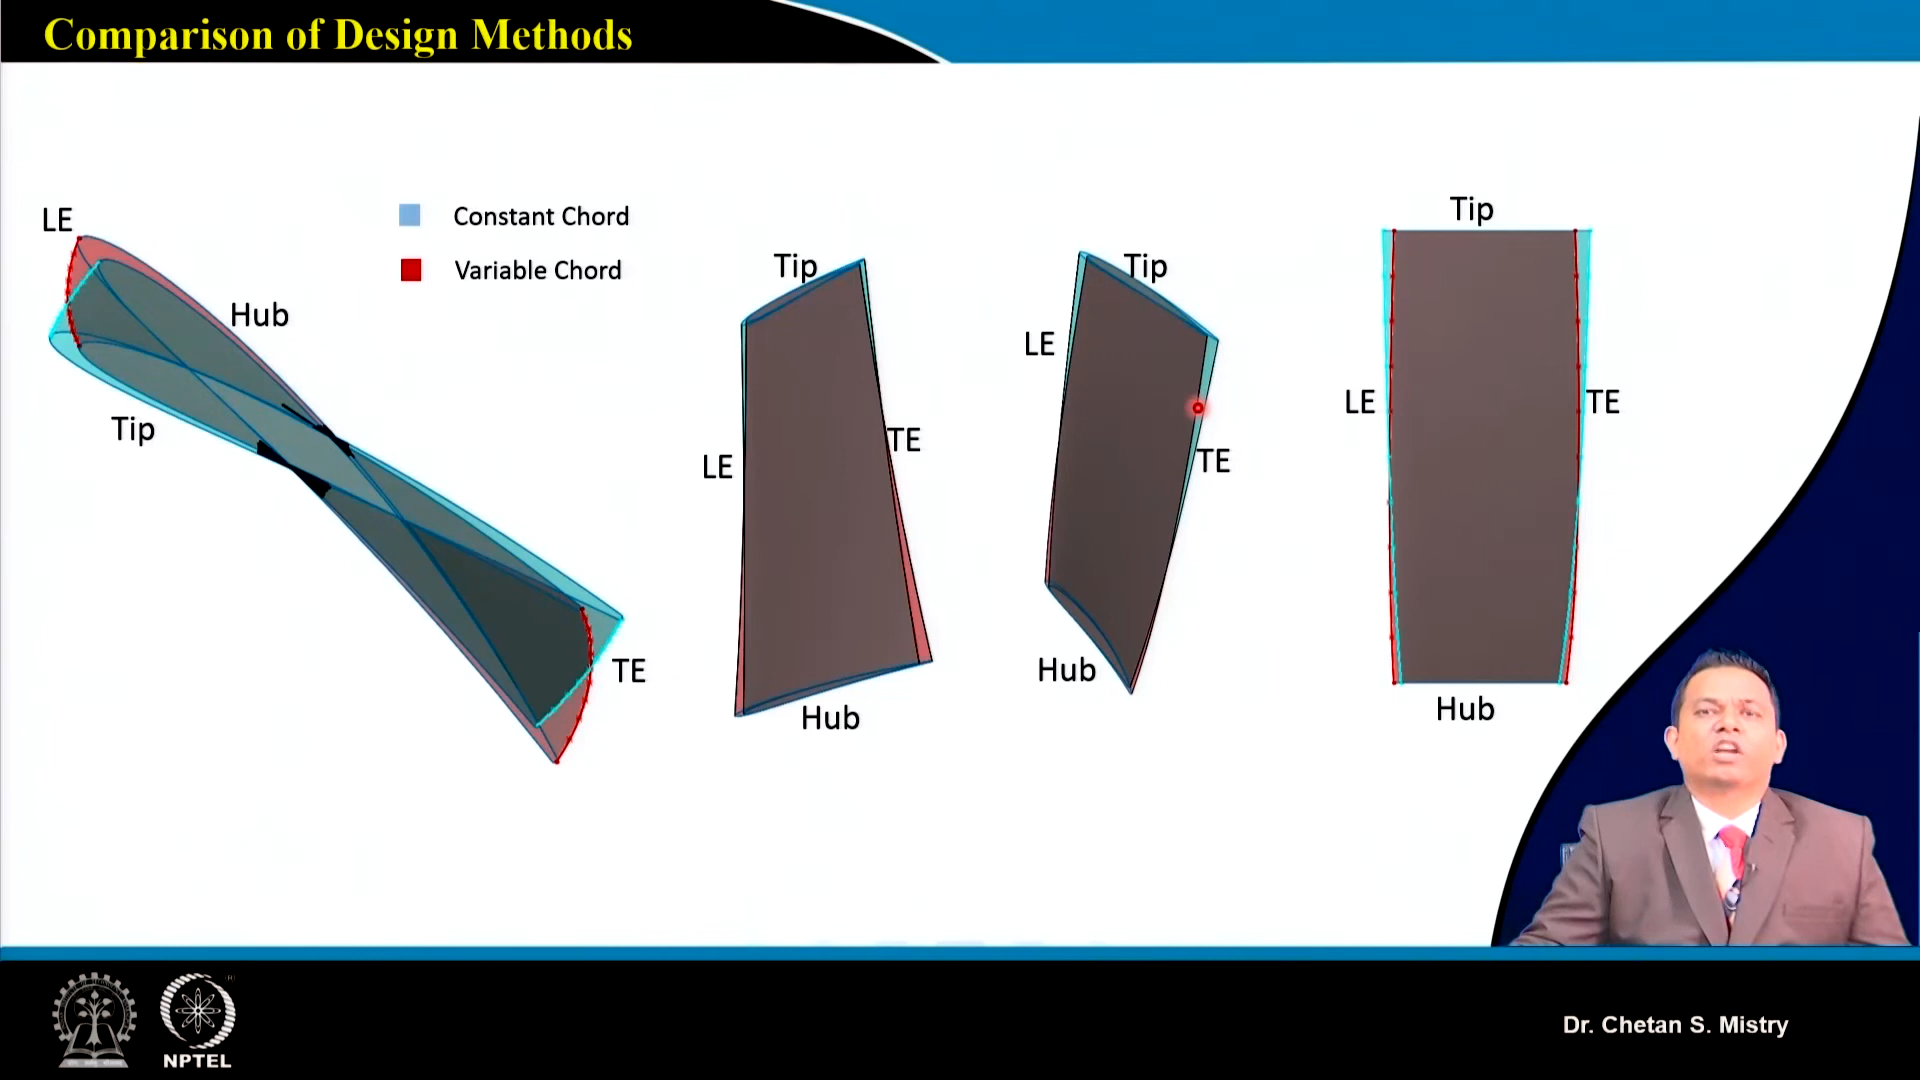 Comparison of Design Methods
LE
Hub
Tip
TE
Constant Chord
Variable Chord
Tip
LE
TE
Hub
Tip
LE
TE
Hub
Tip
LE
TE
Hub
NPTEL
Dr. Chetan S. Mistry